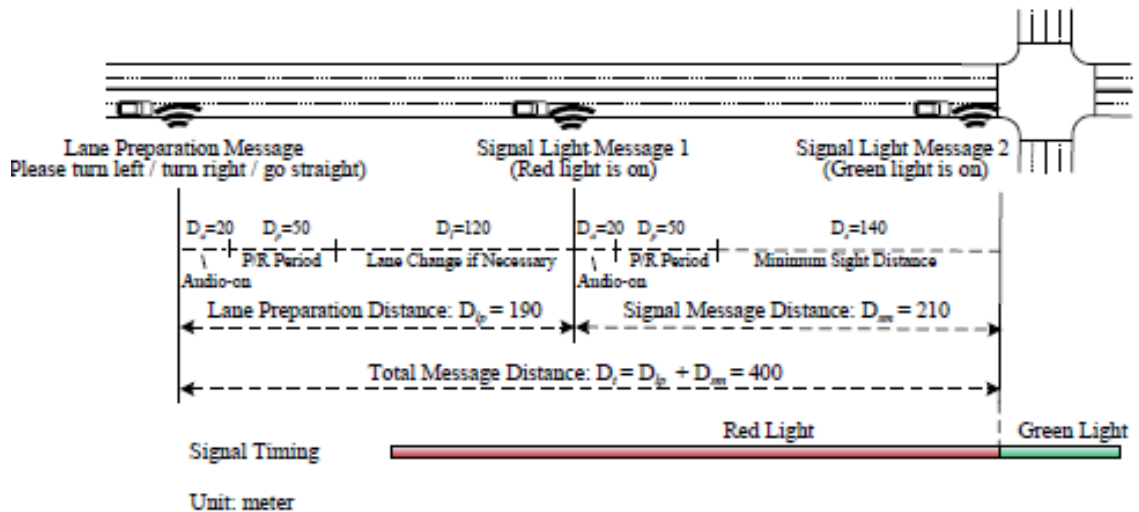 Lane Preparation Message
Please turn left / turn right / go straight)
Signal Light Message 1
(Red light is on)
Signal Light Message 2
(Green light is on)
Dₐ=20 Dₚ=50 Dₗ=120 Dₐ=20 Dₚ=50 Dₛ=140
P/R Period Lane Change if Necessary P/R Period Minimum Sight Distance
Audio-on Audio-on
Lane Preparation Distance: Dlp = 190 Signal Message Distance: Dsm = 210
Total Message Distance: Dt = Dlp + Dsm = 400
Red Light Green Light
Signal Timing
Unit: meter